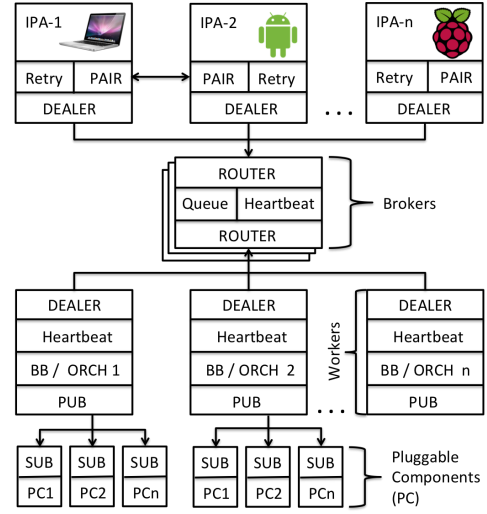 IPA-1
IPA-2
IPA-n
Retry PAIR
PAIR Retry
Retry PAIR
DEALER
DEALER
. . .
DEALER
ROUTER
Queue Heartbeat
ROUTER
Brokers
DEALER
Heartbeat
BB / ORCH 1
PUB
DEALER
Heartbeat
BB / ORCH 2
PUB
. . .
Workers
DEALER
Heartbeat
BB / ORCH n
PUB
SUB SUB SUB
PC1 PC2 PCn
SUB SUB SUB
PC1 PC2 PCn
Pluggable
Components
(PC)